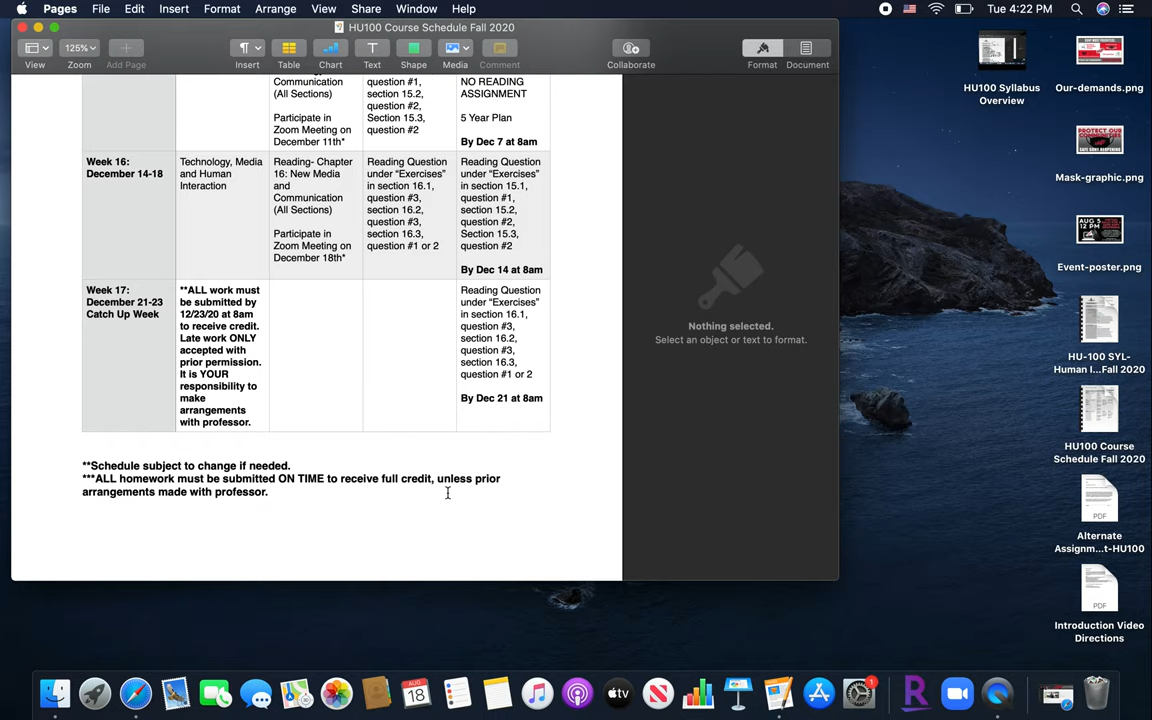 Pages File Edit Insert Format Arrange View Share Window Help
Tue 4:22 PM
HU100 Course Schedule Fall 2020
125%
View Zoom Add Page Insert Table Chart Text Shape Media Comment Collaborate Format Document
Communication
(All Sections)
Participate in
Zoom Meeting on
December 11th*
question #1,
section 15.2,
question #2,
Section 15.3,
question #2
NO READING
ASSIGNMENT
5 Year Plan
By Dec 7 at 8am
Week 16:
December 14-18
Technology, Media
and Human
Interaction
Reading- Chapter
16: New Media
and
Communication
(All Sections)
Participate in
Zoom Meeting on
December 18th*
Reading Question
under “Exercises”
in section 16.1,
question #3,
section 16.2,
question #3,
section 16.3,
question #1 or 2
Reading Question
under “Exercises”
in section 15.1,
question #1,
section 15.2,
question #2,
Section 15.3,
question #2
By Dec 14 at 8am
Week 17:
December 21-23
Catch Up Week
**ALL work must
be submitted by
12/23/20 at 8am
to receive credit.
Late work ONLY
accepted with
prior permission.
It is YOUR
responsibility to
make
arrangements
with professor.
Reading Question
under “Exercises”
in section 16.1,
question #3,
section 16.2,
question #3,
section 16.3,
question #1 or 2
By Dec 21 at 8am
**Schedule subject to change if needed.
***ALL homework must be submitted ON TIME to receive full credit, unless prior
arrangements made with professor.
Nothing selected.
Select an object or text to format.
HU100 Syllabus
Overview
Our-demands.png
PROTECT OUR
COMMUNITIES
Mask-graphic.png
AUG 5
12 PM
Event-poster.png
HU-100 SYL-
Human I...Fall 2020
HU100 Course
Schedule Fall 2020
PDF
Alternate
Assignm...t-HU100
PDF
Introduction Video
Directions
AUG
18
tv
1
R